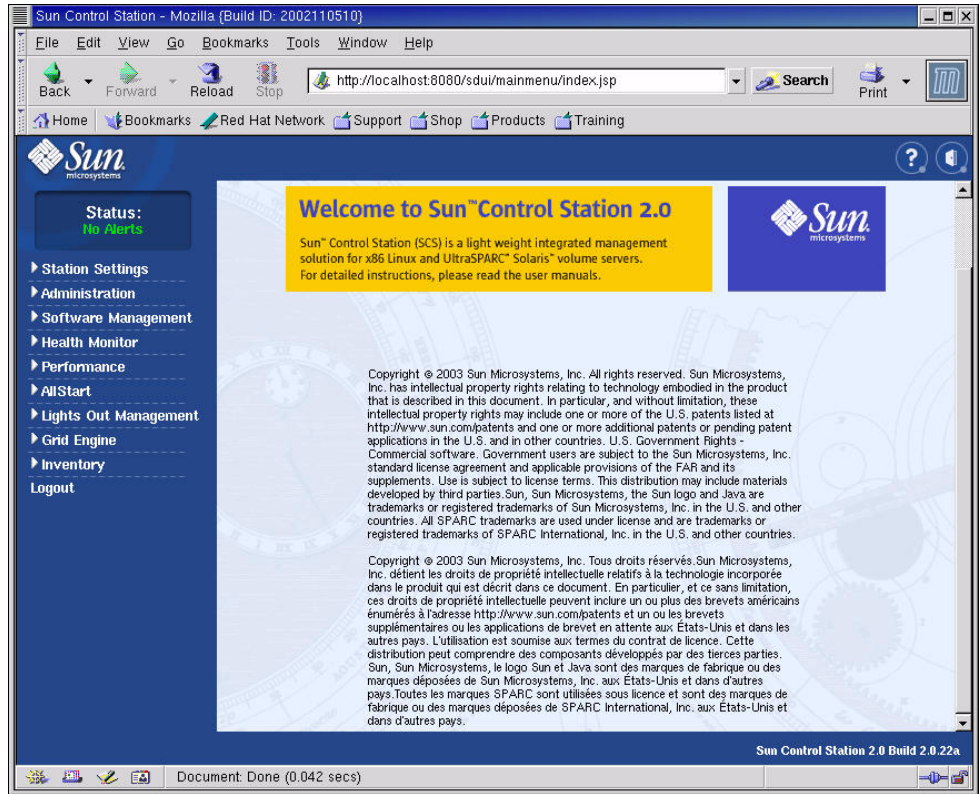 Sun Control Station - Mozilla {Build ID: 2002110510}
File Edit View Go Bookmarks Tools Window Help
Back Forward Reload Stop http://localhost:8080/sdui/mainmenu/index.jsp Search Print
Home Bookmarks Red Hat Network Support Shop Products Training
Sun
microsystems
Status:
No Alerts
Station Settings
Administration
Software Management
Health Monitor
Performance
AllStart
Lights Out Management
Grid Engine
Inventory
Logout
Welcome to Sun™Control Station 2.0
Sun™ Control Station (SCS) is a light weight integrated management
solution for x86 Linux and UltraSPARC™ Solaris™ volume servers.
For detailed instructions, please read the user manuals.
Sun
microsystems
Copyright © 2003 Sun Microsystems, Inc. All rights reserved. Sun Microsystems,
Inc. has intellectual property rights relating to technology embodied in the product
that is described in this document. In particular, and without limitation, these
intellectual property rights may include one or more of the U.S. patents listed at
http://www.sun.com/patents and one or more additional patents or pending patent
applications in the U.S. and in other countries. U.S. Government Rights -
Commercial software. Government users are subject to the Sun Microsystems, Inc.
standard license agreement and applicable provisions of the FAR and its
supplements. Use is subject to license terms. This distribution may include materials
developed by third parties.Sun, Sun Microsystems, the Sun logo and Java are
trademarks or registered trademarks of Sun Microsystems, Inc. in the U.S. and other
countries. All SPARC trademarks are used under license and are trademarks or
registered trademarks of SPARC International, Inc. in the U.S. and other countries.
Copyright © 2003 Sun Microsystems, Inc. Tous droits réservés.Sun Microsystems,
Inc. détient les droits de propriété intellectuelle relatifs à la technologie incorporée
dans le produit qui est décrit dans ce document. En particulier, et ce sans limitation,
ces droits de propriété intellectuelle peuvent inclure un ou plus des brevets américains
énumérés à l'adresse http://www.sun.com/patents et un ou les brevets
supplémentaires ou les applications de brevet en attente aux États-Unis et dans les
autres pays. L'utilisation est soumise aux termes du contrat de licence. Cette
distribution peut comprendre des composants développés par des tierces parties.
Sun, Sun Microsystems, le logo Sun et Java sont des marques de fabrique ou des
marques déposées de Sun Microsystems, Inc. aux États-Unis et dans d'autres
pays.Toutes les marques SPARC sont utilisées sous licence et sont des marques de
fabrique ou des marques déposées de SPARC International, Inc. aux États-Unis et
dans d'autres pays.
Sun Control Station 2.0 Build 2.0.22a
Document: Done (0.042 secs)